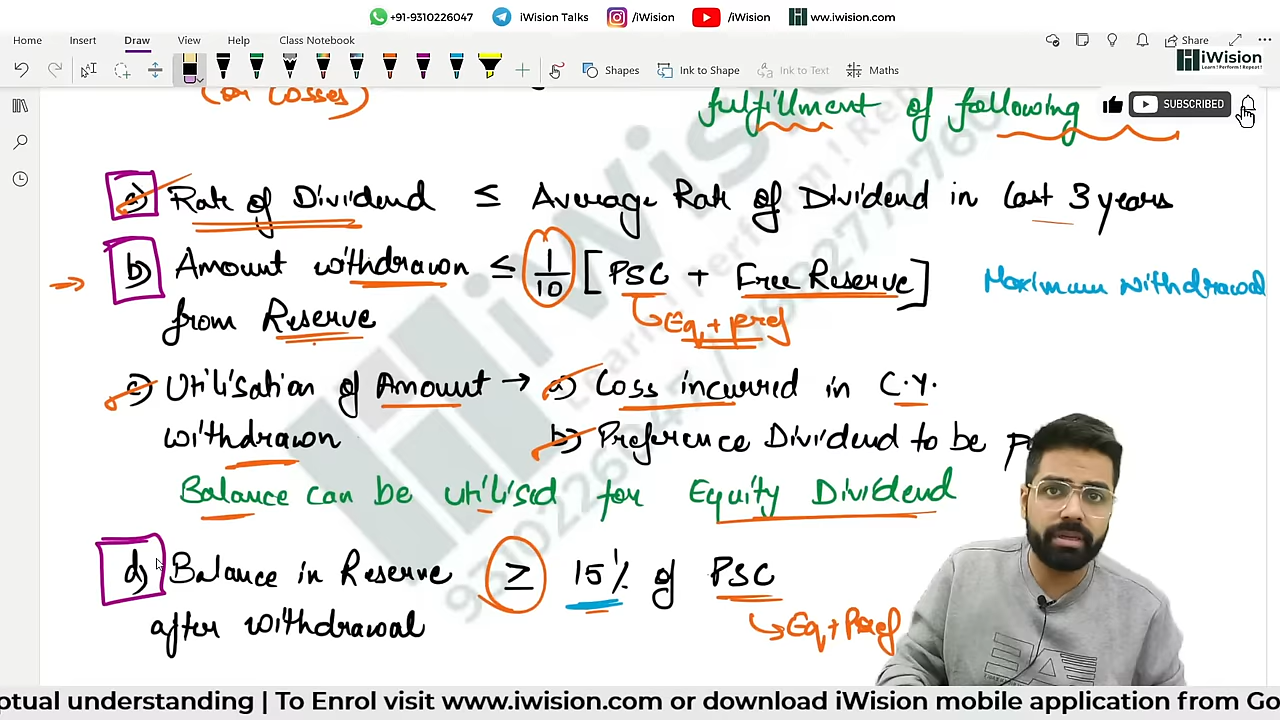 +91-9310226047 iWision Talks /iWision /iWision ww.iwision.com
Home Insert Draw View Help Class Notebook Share
Shapes Ink to Shape Ink to Text Maths
iWision
Learn ! Perform ! Repeat !
SUBSCRIBED
(or Losses)
fulfillment of following
a) Rate of Dividend ≤ Average Rate of Dividend in last 3 years
b) Amount withdrawn ≤ 1/10 [PSC + Free Reserve] Maximum withdrawal
from Reserve
Eq + pref
c) Utilisation of Amount → a) Loss incurred in C.Y.
withdrawn b) Preference Dividend to be
Balance can be utilised for Equity Dividend
d) Balance in Reserve ≥ 15% of PSC
after withdrawal
Eq + Pref
ptual understanding | To Enrol visit www.iwision.com or download iWision mobile application from Go